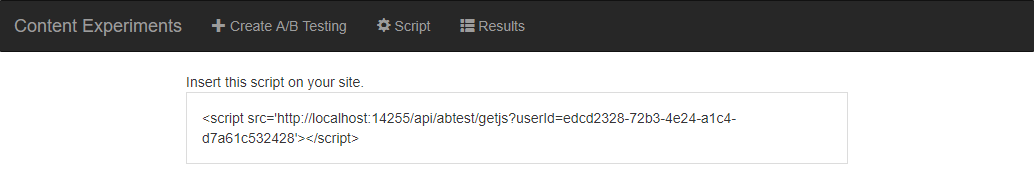 Content Experiments Create A/B Testing Script Results
Insert this script on your site.
<script src='http://localhost:14255/api/abtest/getjs?userId=edcd2328-72b3-4e24-a1c4-
d7a61c532428'></script>